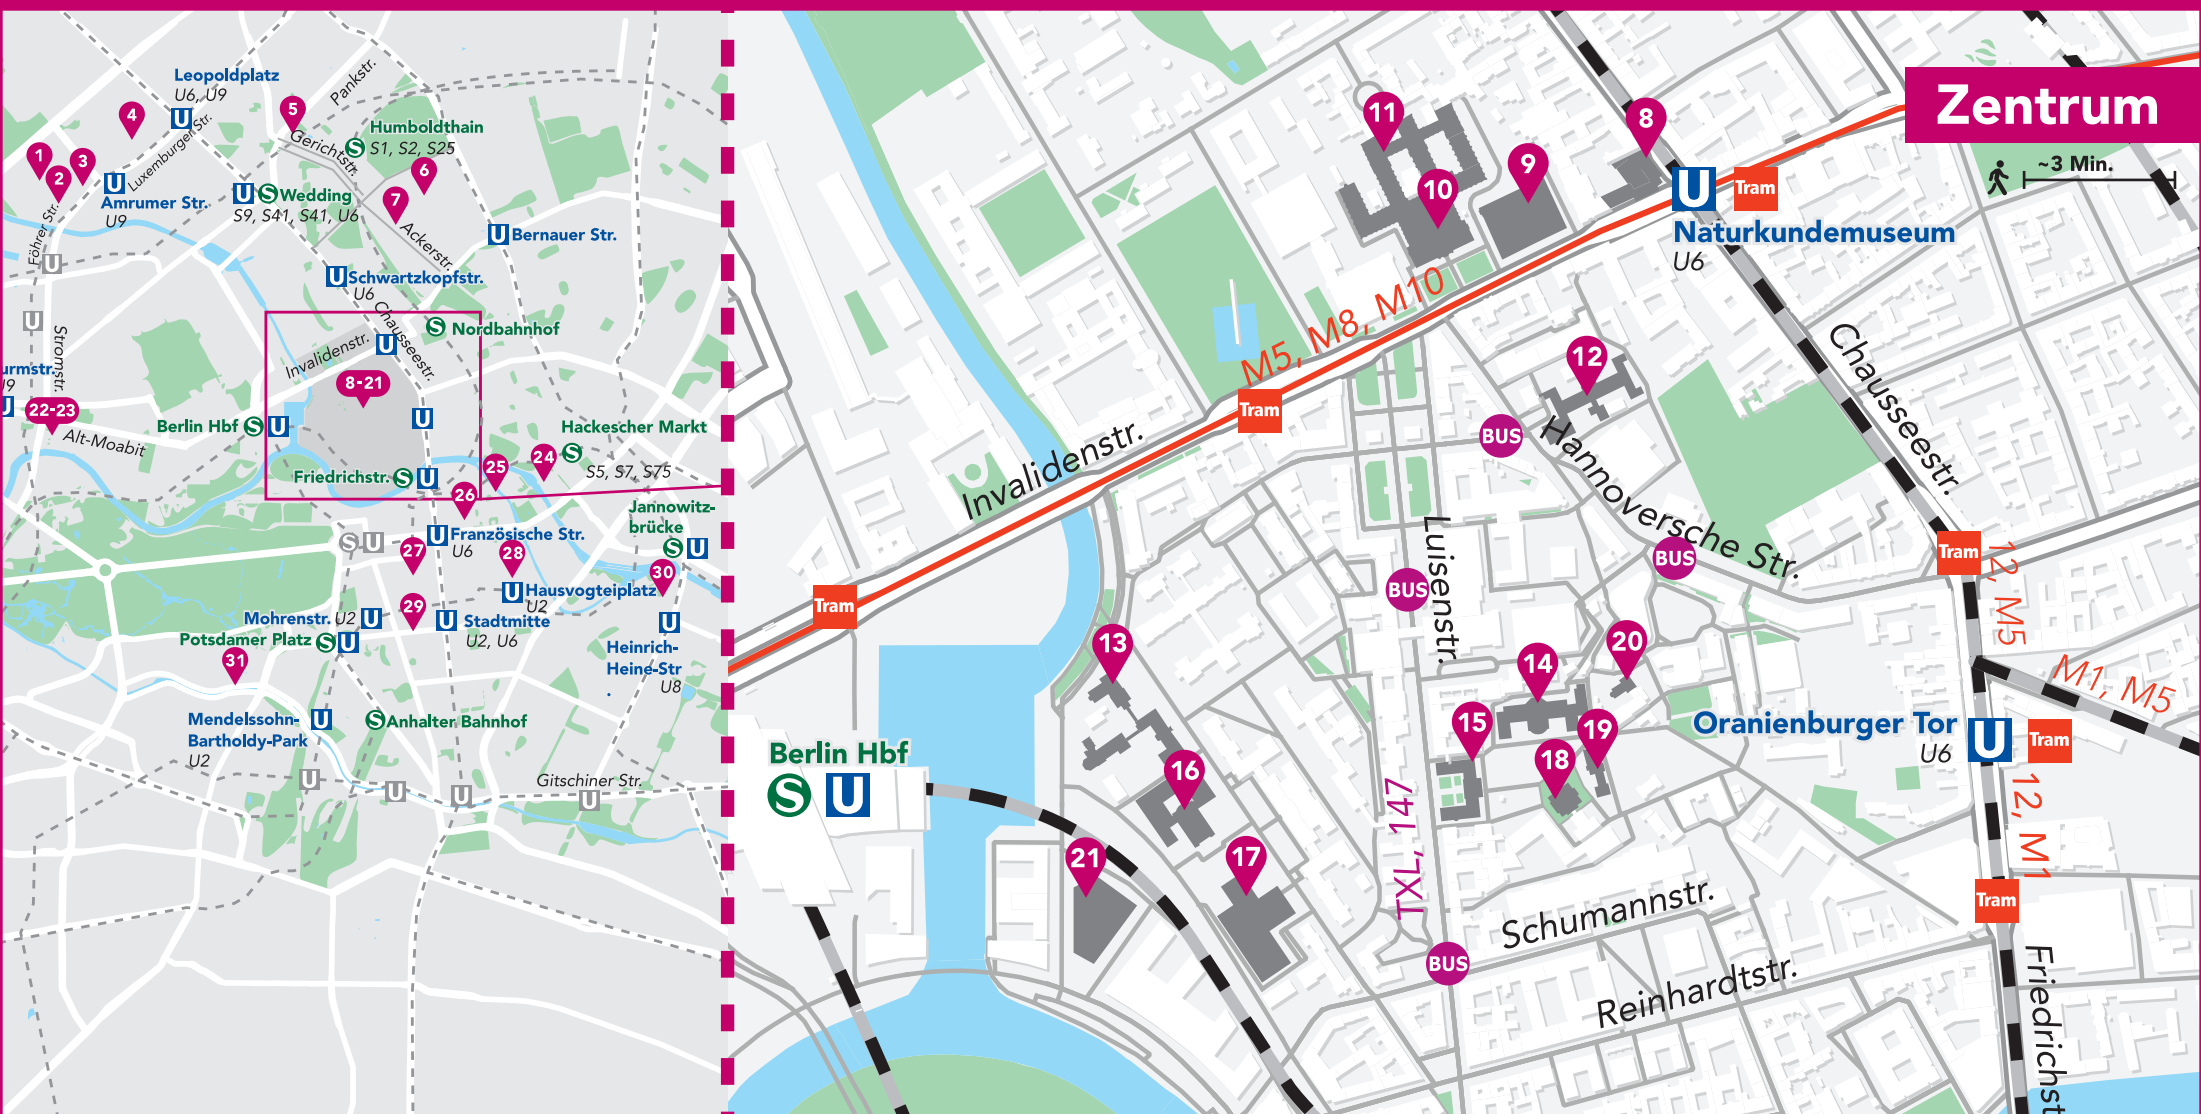 Leopoldplatz
U6, U9
U
4
5
Pankstr.
Humboldthain
S
S1, S2, S25
Gerichtstr.
Luxemburger Str.
1
2
3
U
Amrumer Str.
U9
U
S
Wedding
S9, S41, S41, U6
6
7
Ackerstr.
Föhrer Str.
U
U
Bernauer Str.
U
Schwartzkopfstr.
U6
Chausseestr.
S
Nordbahnhof
U
Stromstr.
Invalidenstr.
U
urmstr.
U9
U
8-21
22-23
Alt-Moabit
Berlin Hbf
S
U
U
Hackescher Markt
S
S5, S7, S75
24
25
26
Friedrichstr.
S
U
Jannowitz-
brücke
S
U
S
U
U
Französische Str.
U6
27
28
30
U
Hausvogteiplatz
U2
29
Mohrenstr.
U2
U
U
Stadtmitte
U2, U6
Potsdamer Platz
S
U
31
U
Heinrich-
Heine-Str
.
U8
Mendelssohn-
Bartholdy-Park
U2
U
S
Anhalter Bahnhof
Gitschiner Str.
U
U
U
U
Zentrum
~3 Min.
11
8
9
10
U
Tram
Naturkundemuseum
U6
M5, M8, M10
12
Chausseestr.
Tram
BUS
Hannoversche Str.
Invalidenstr.
Luisenstr.
BUS
BUS
Tram
12, M5
Tram
13
14
20
M1, M5
15
19
18
Oranienburger Tor
U6
U
Tram
Berlin Hbf
S
U
16
TXL, 147
12, M1
21
17
Tram
Schumannstr.
BUS
Reinhardtstr.
Friedrichst